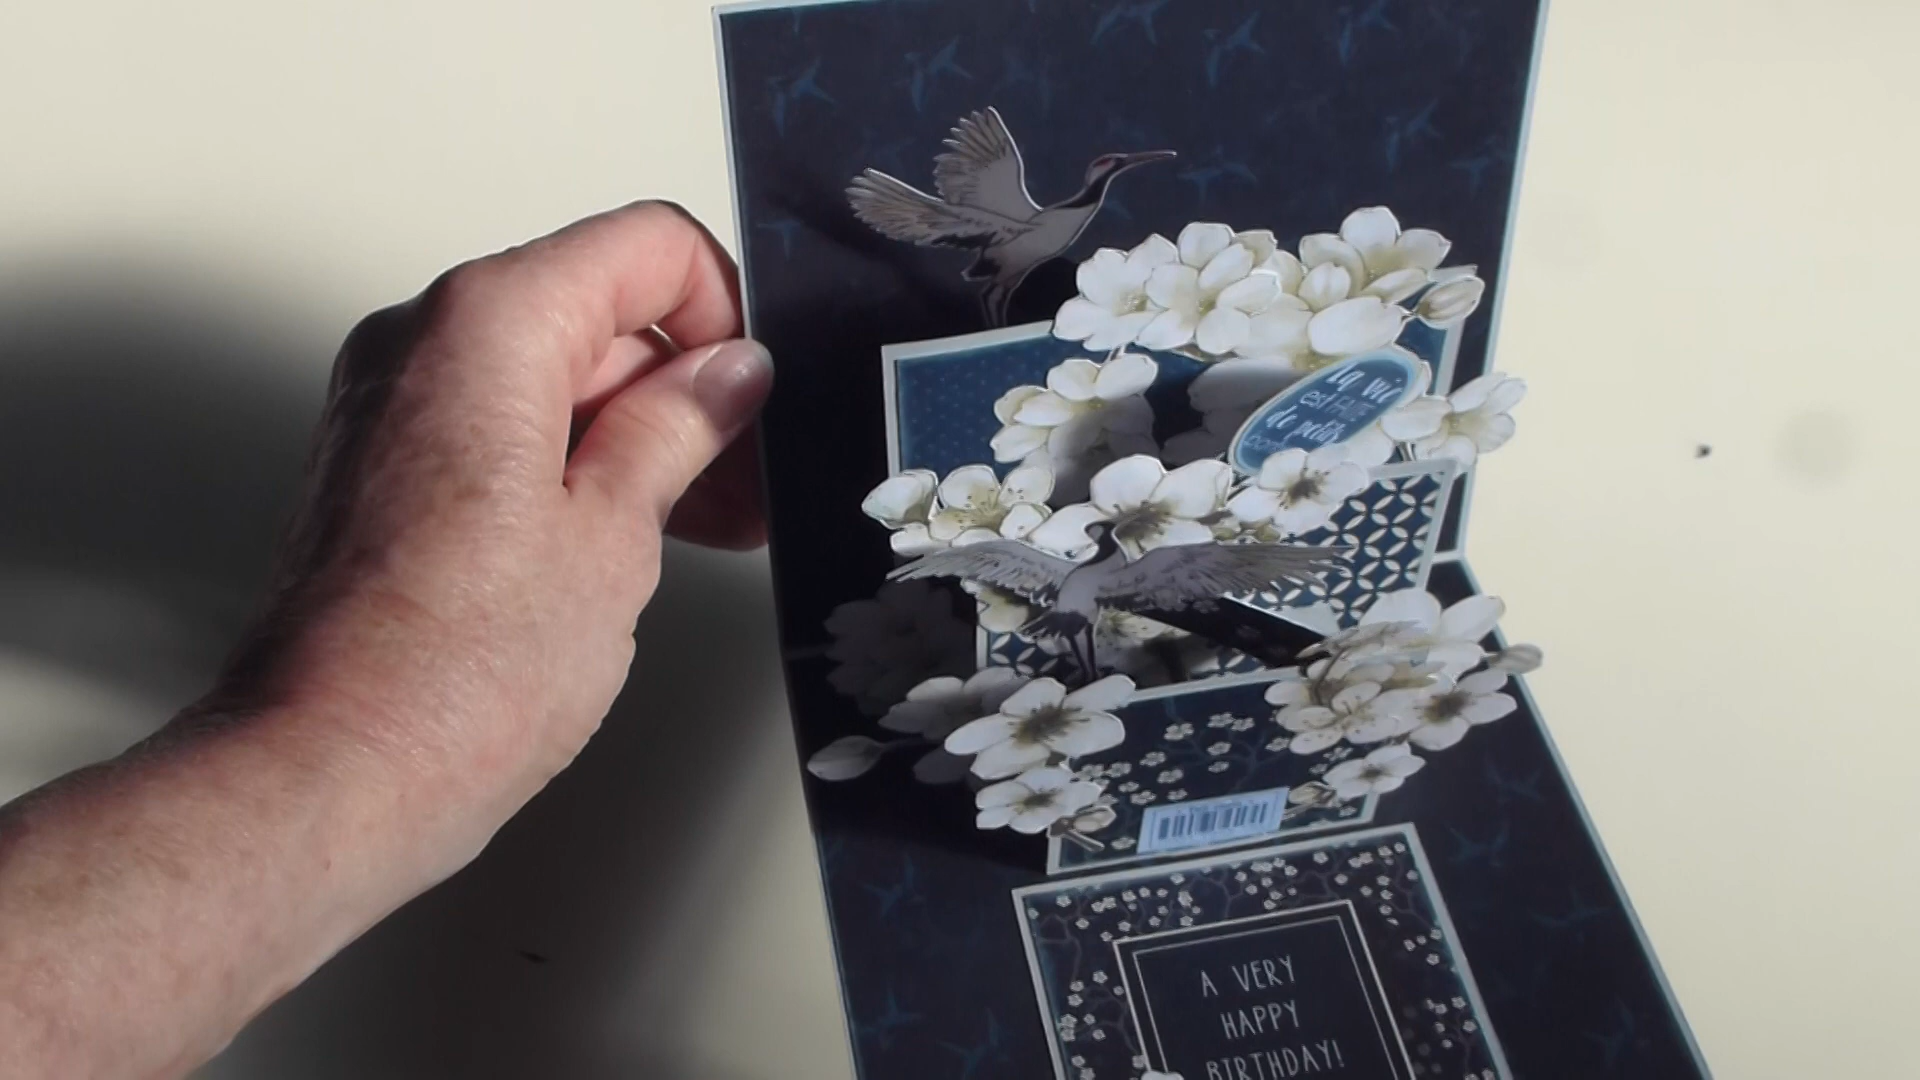 la vie
est FAITE
de petits
A VERY
HAPPY
BIRTHDAY!